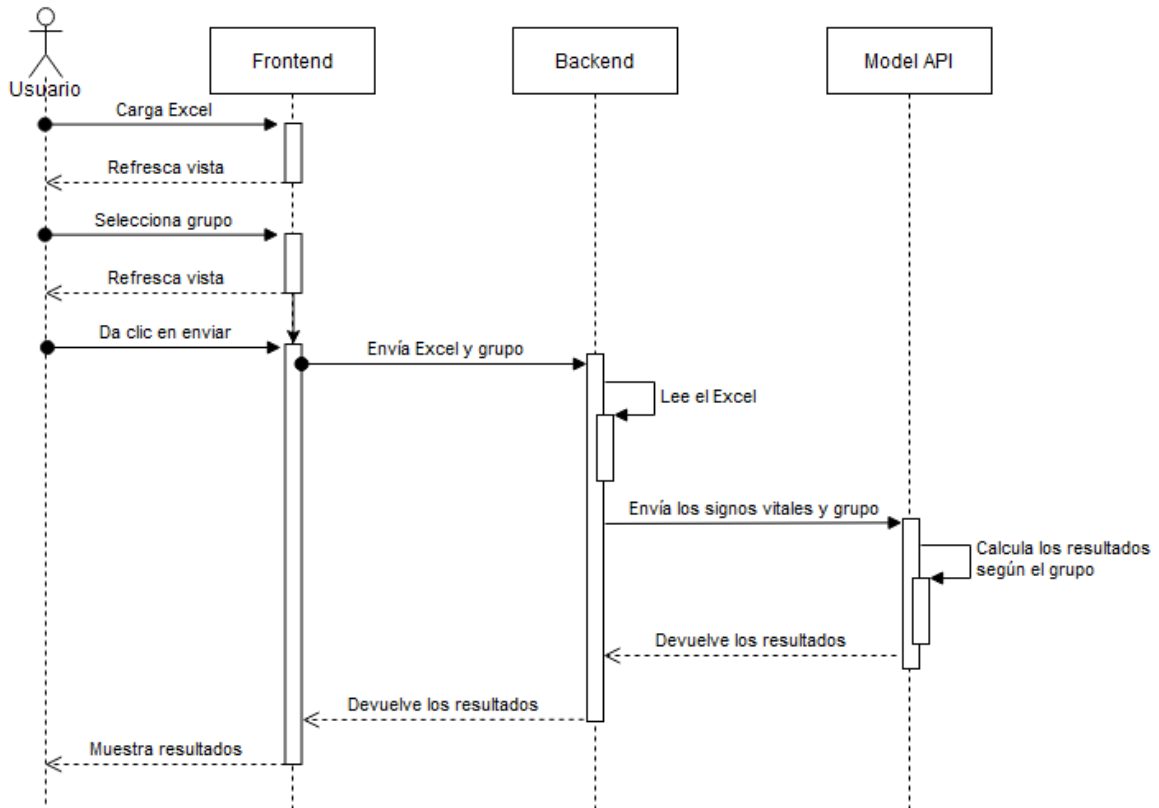 Usuario
Frontend
Backend
Model API
Carga Excel
Refresca vista
Selecciona grupo
Refresca vista
Da clic en enviar
Envía Excel y grupo
Lee el Excel
Envía los signos vitales y grupo
Calcula los resultados
según el grupo
Devuelve los resultados
Devuelve los resultados
Muestra resultados